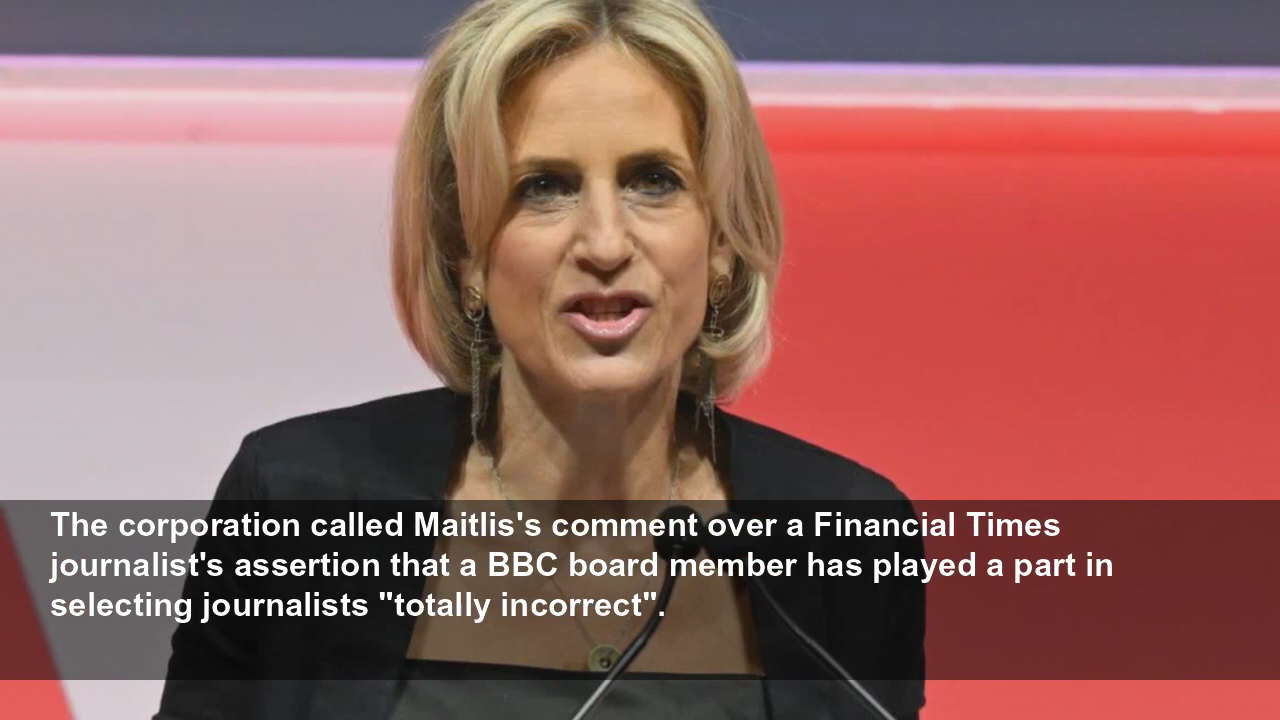 The corporation called Maitlis's comment over a Financial Times
journalist's assertion that a BBC board member has played a part in
selecting journalists "totally incorrect".